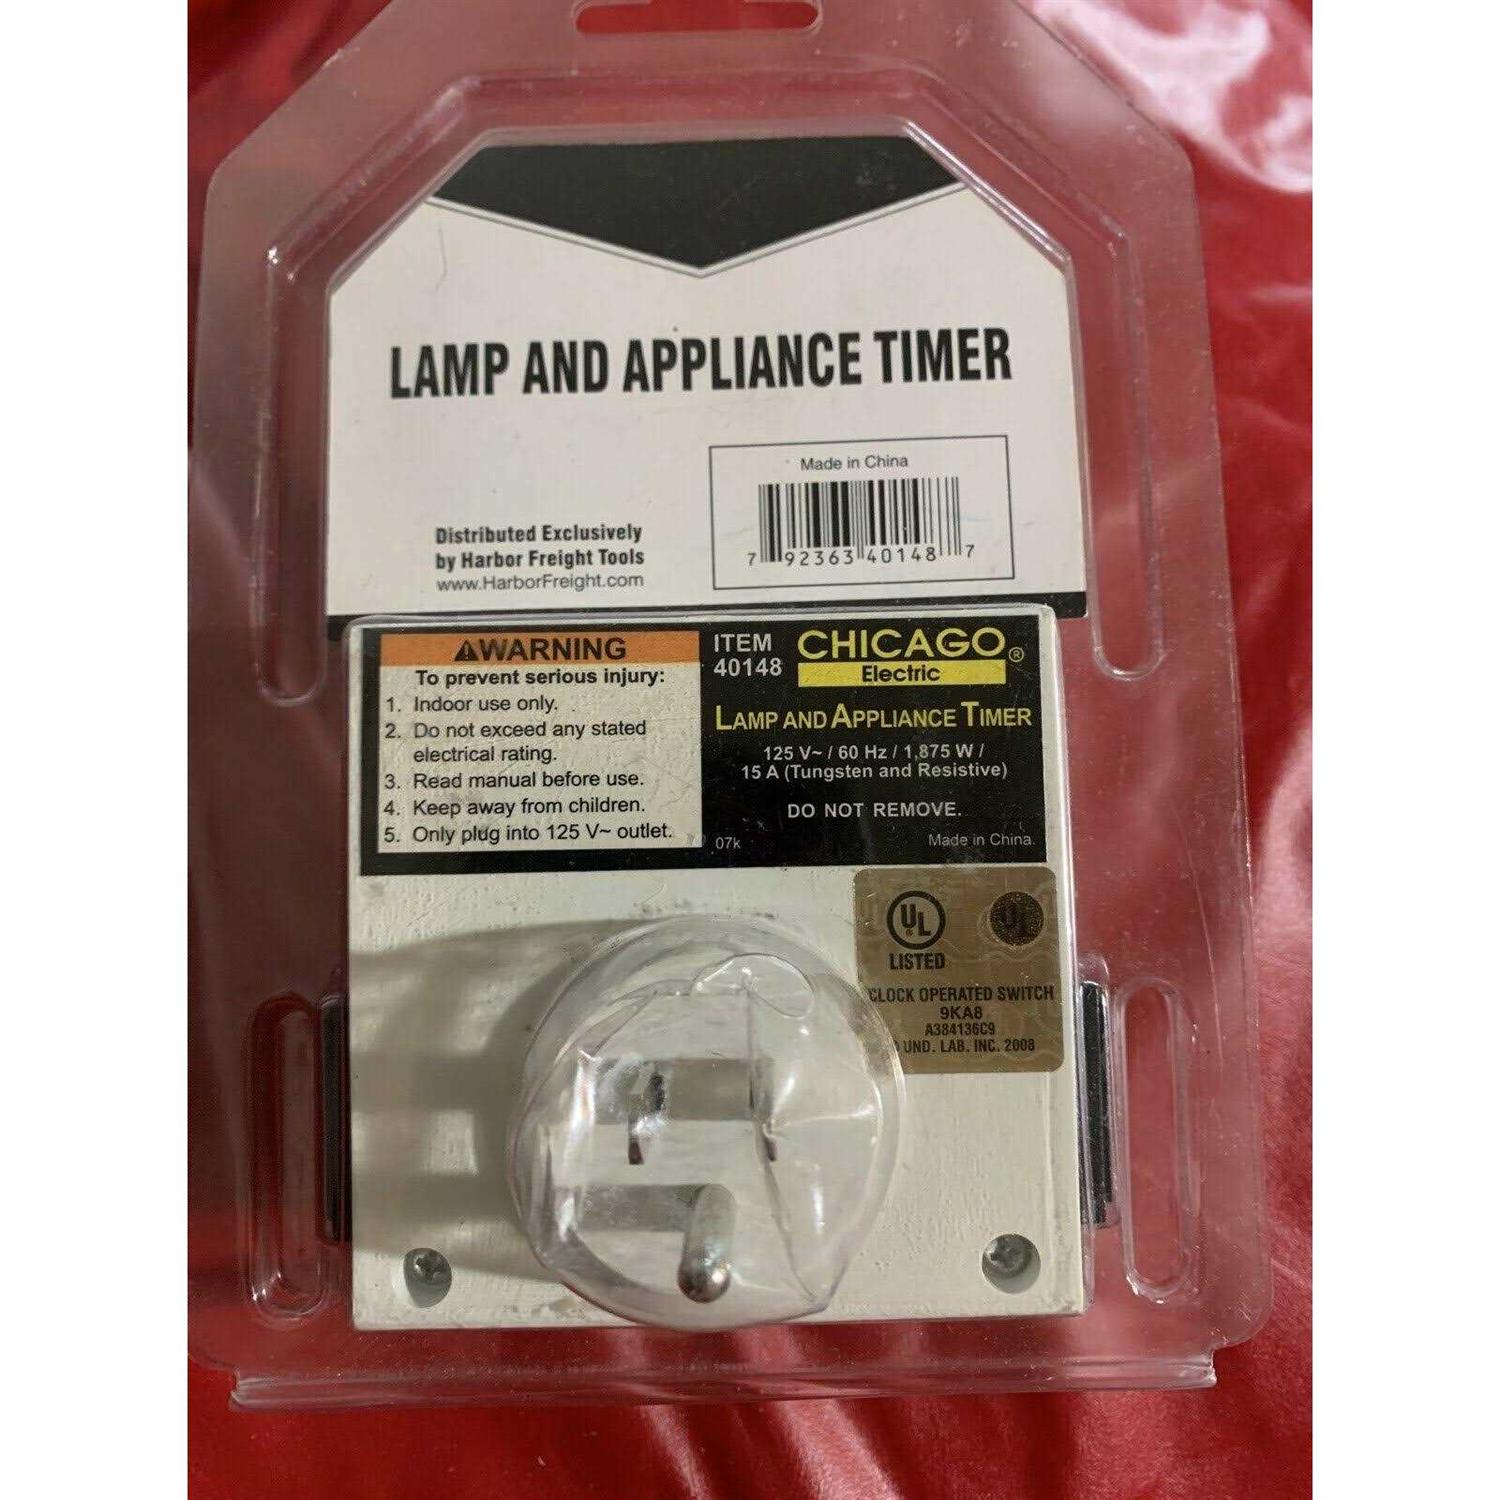 LAMP AND APPLIANCE TIMER
Made in China
7 92363 40148 7
Distributed Exclusively
by Harbor Freight Tools
www.HarborFreight.com
WARNING
To prevent serious injury:
1. Indoor use only.
2. Do not exceed any stated
electrical rating.
3. Read manual before use.
4. Keep away from children.
5. Only plug into 125 V~ outlet.
ITEM
40148
CHICAGO®
Electric
LAMP AND APPLIANCE TIMER
125 V~ / 60 Hz / 1,875 W /
15 A (Tungsten and Resistive)
DO NOT REMOVE.
07k
Made in China.
UL® UL
LISTED
CLOCK OPERATED SWITCH
9KA8
A384136C9
UND. LAB. INC. 2008